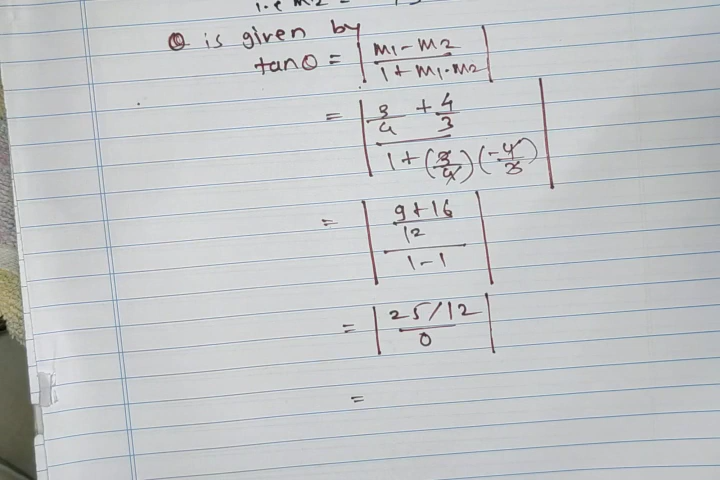 i.e m2 =
θ is given by
tanθ = | m1 - m2 / 1 + m1.m2 |
= | 3/4 + 4/3 / 1 + (3/4)(-4/3) |
= | 9+16 / 12 / 1-1 |
= | 25/12 / 0 |
=